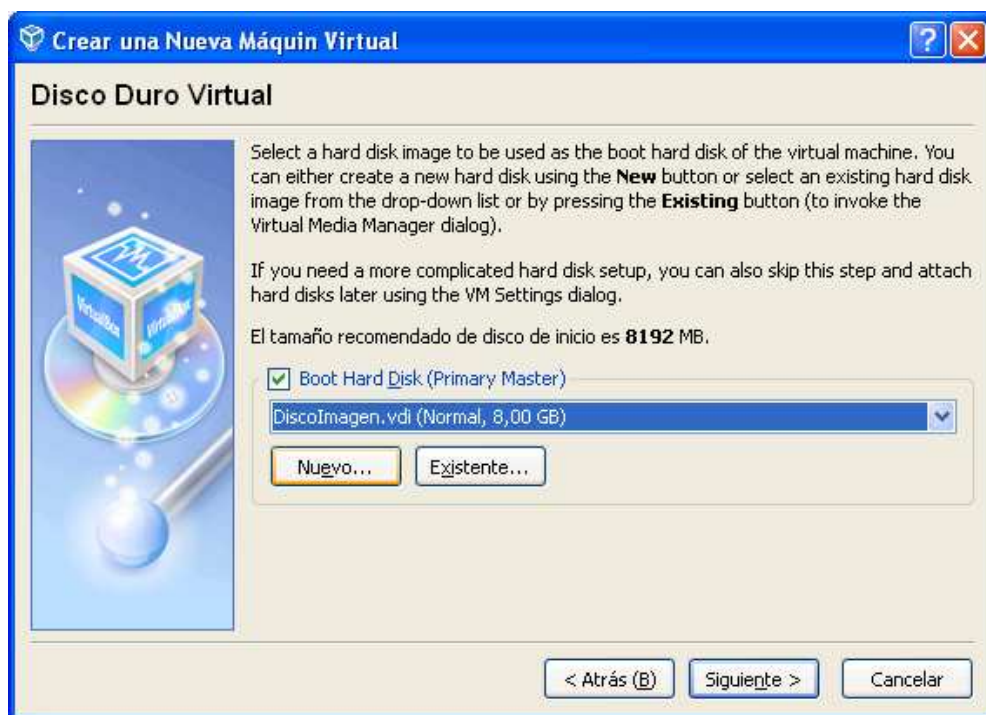 Crear una Nueva Máquin Virtual
Disco Duro Virtual
Select a hard disk image to be used as the boot hard disk of the virtual machine. You
can either create a new hard disk using the New button or select an existing hard disk
image from the drop-down list or by pressing the Existing button (to invoke the
Virtual Media Manager dialog).
If you need a more complicated hard disk setup, you can also skip this step and attach
hard disks later using the VM Settings dialog.
El tamaño recomendado de disco de inicio es 8192 MB.
Boot Hard Disk (Primary Master)
DiscoImagen.vdi (Normal, 8,00 GB)
Nuevo... Existente...
VirtualBox VirtualBox
< Atrás (B) Siguiente > Cancelar